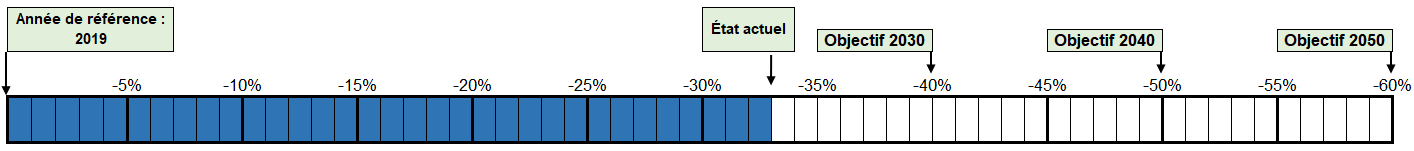 Année de référence :
2019
État actuel
Objectif 2030
Objectif 2040
Objectif 2050
-5%
-10%
-15%
-20%
-25%
-30%
-35%
-40%
-45%
-50%
-55%
-60%